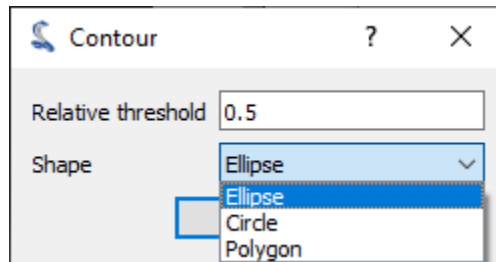 Contour ?
Relative threshold 0.5
Shape Ellipse
Ellipse
Circle
Polygon